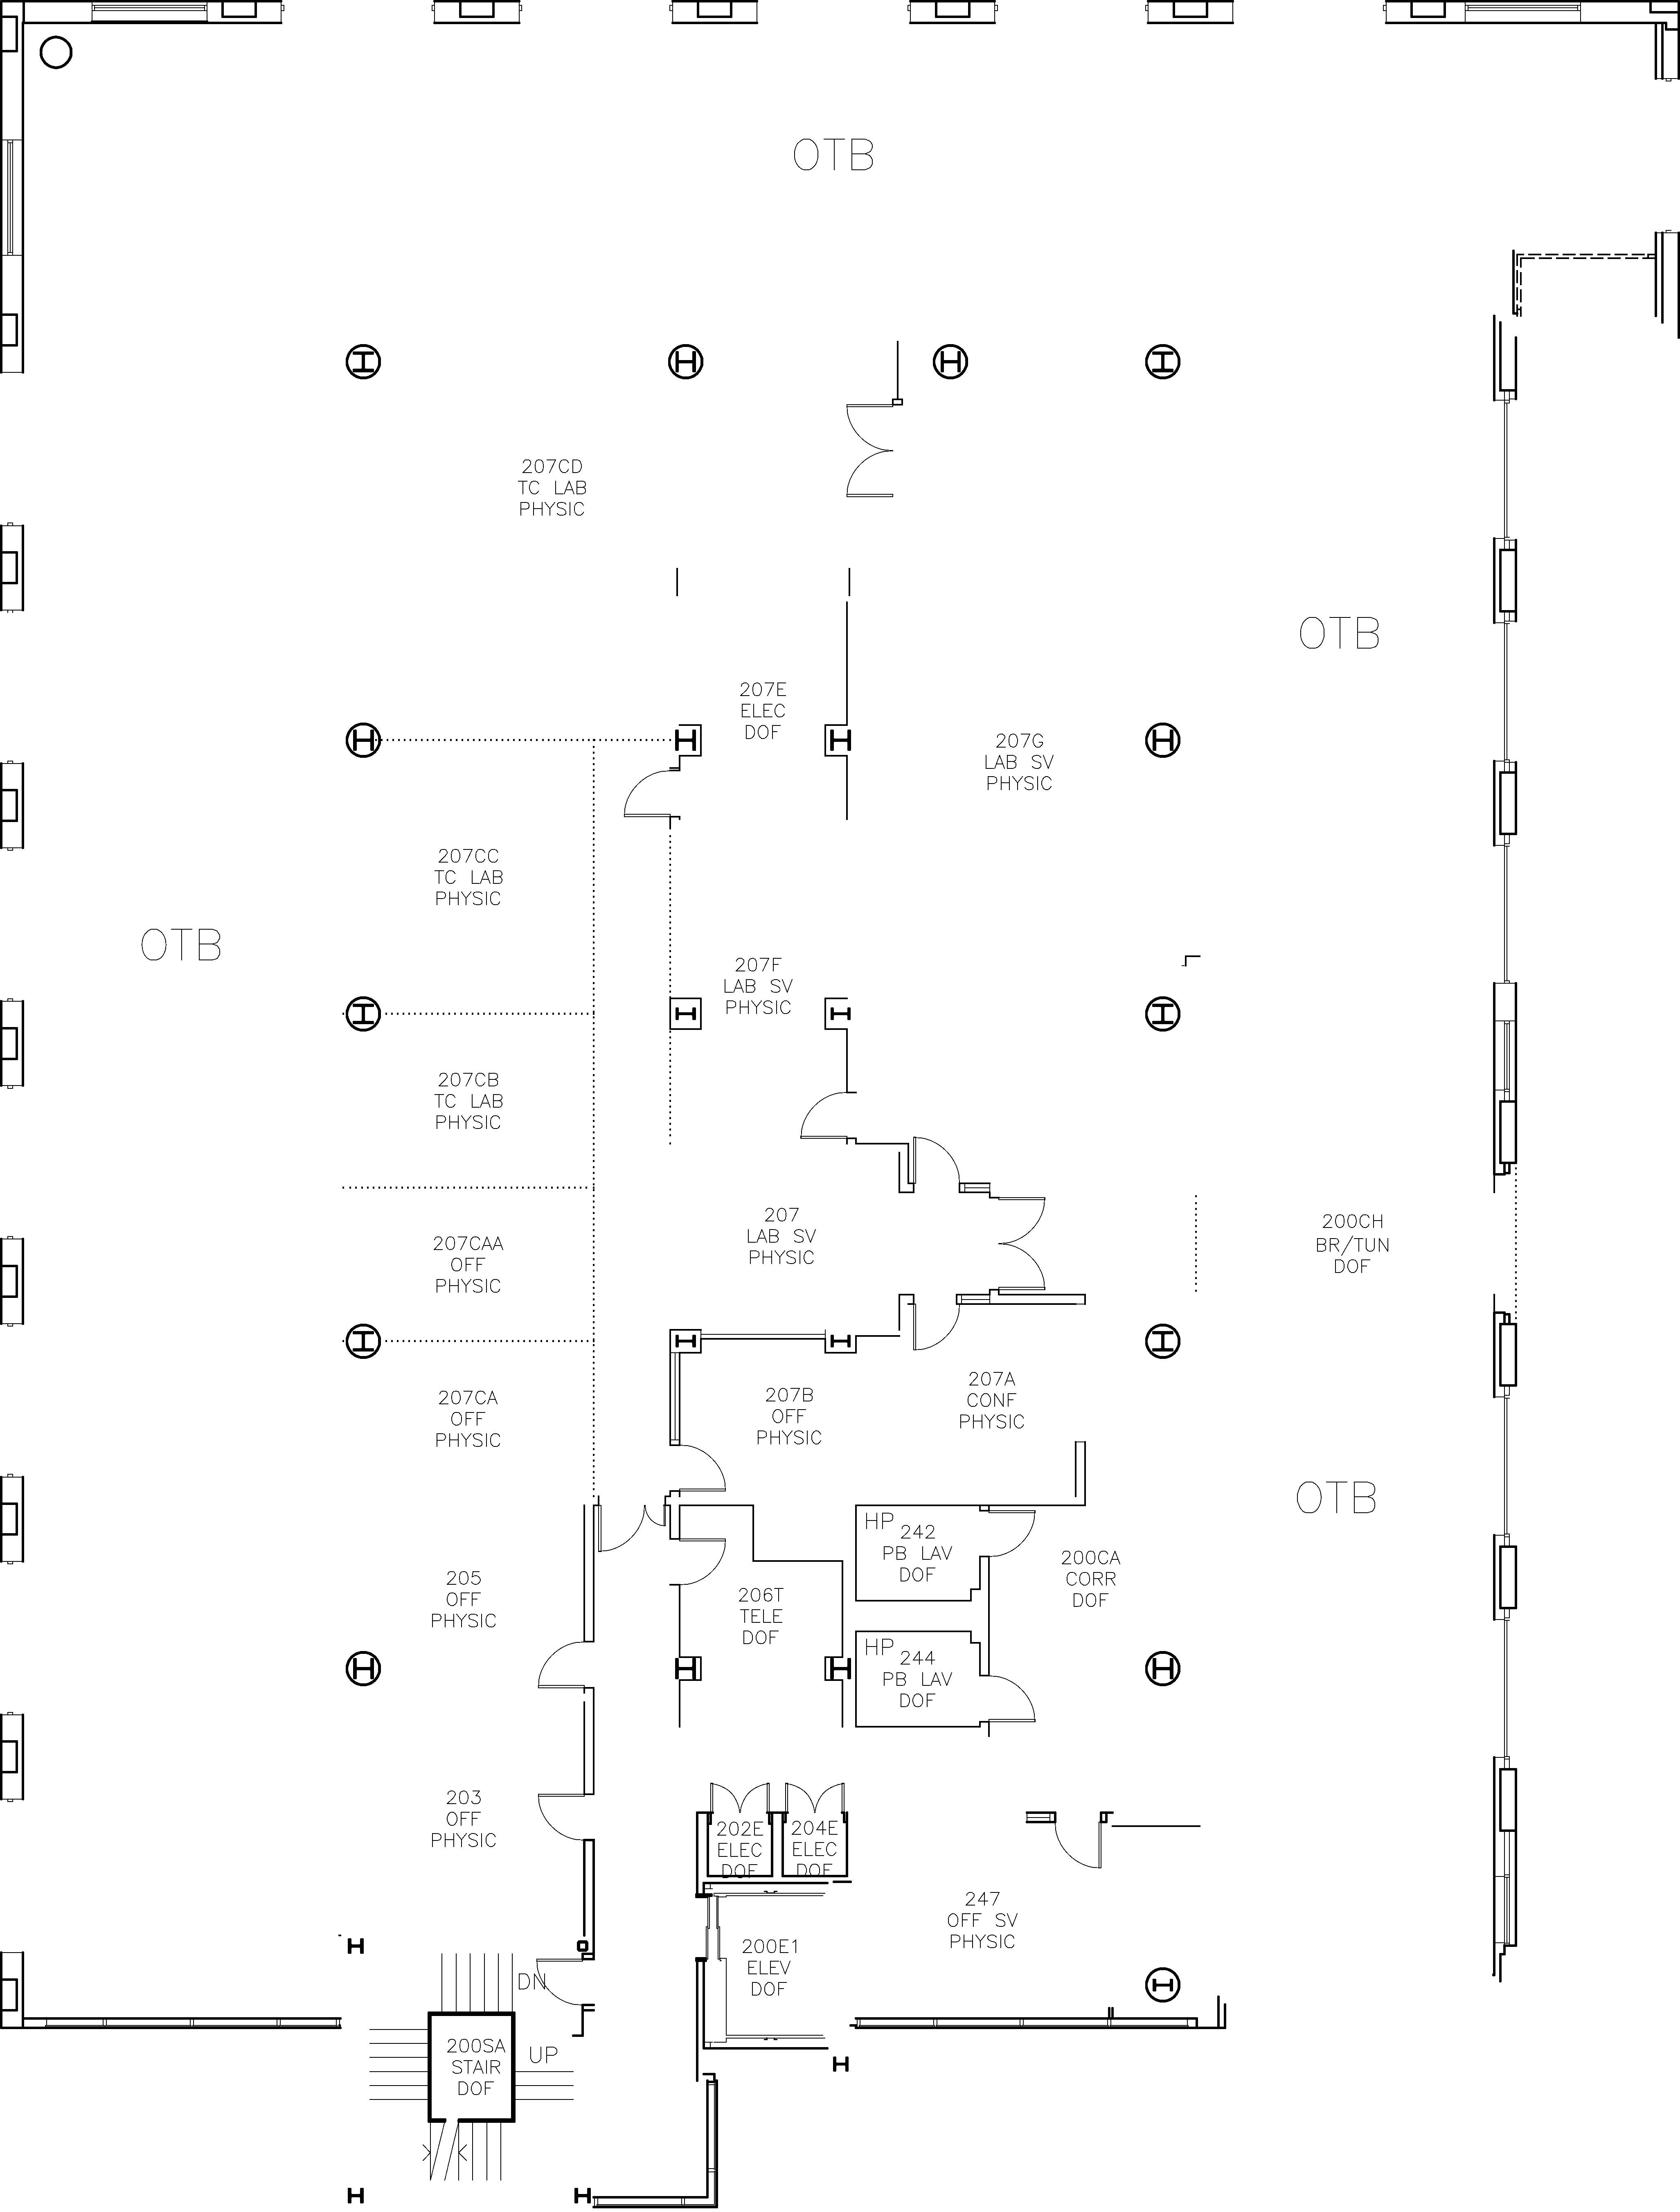 OTB
207CD
TC LAB
PHYSIC
OTB
207E
ELEC
DOF
207G
LAB SV
PHYSIC
207CC
TC LAB
PHYSIC
OTB
207F
LAB SV
PHYSIC
207CB
TC LAB
PHYSIC
207
LAB SV
PHYSIC
200CH
BR/TUN
DOF
207CAA
OFF
PHYSIC
207CA
OFF
PHYSIC
207B
OFF
PHYSIC
207A
CONF
PHYSIC
OTB
HP
242
PB LAV
DOF
200CA
CORR
DOF
205
OFF
PHYSIC
206T
TELE
DOF
HP
244
PB LAV
DOF
203
OFF
PHYSIC
202E
ELEC
DOF
204E
ELEC
DOF
247
OFF SV
PHYSIC
200E1
ELEV
DOF
DN
200SA
STAIR
DOF
UP